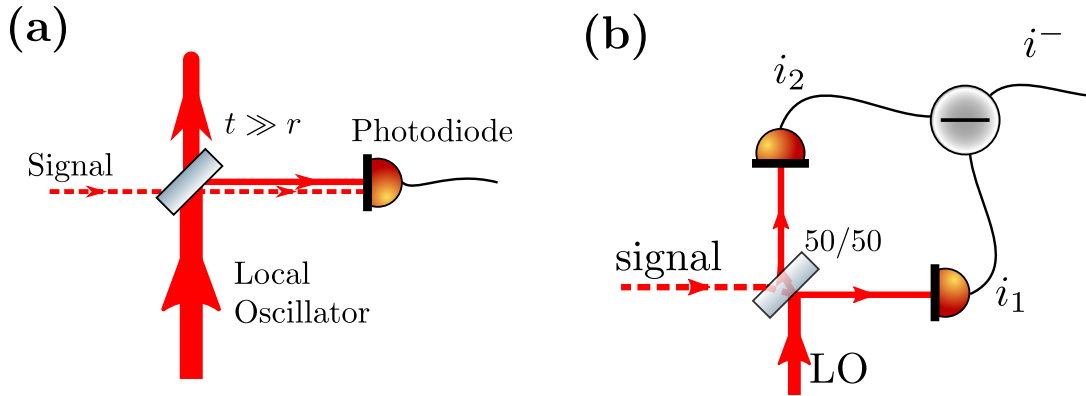 (a)
t ≫ r
Photodiode
Signal
Local
Oscillator
(b)
i₂
i⁻
50/50
signal
i₁
LO